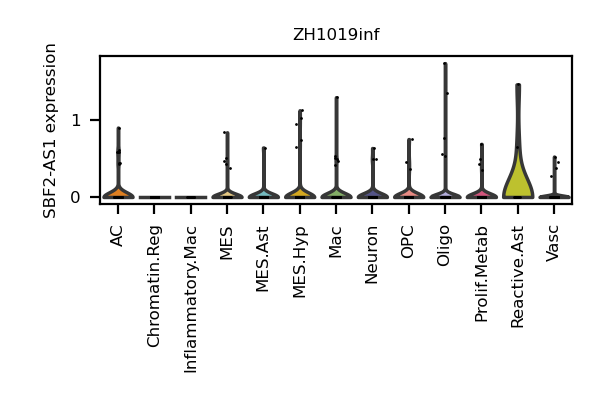 ZH1019inf
SBF2-AS1 expression
1
0
AC
Chromatin.Reg
Inflammatory.Mac
MES
MES.Ast
MES.Hyp
Mac
Neuron
OPC
Oligo
Prolif.Metab
Reactive.Ast
Vasc